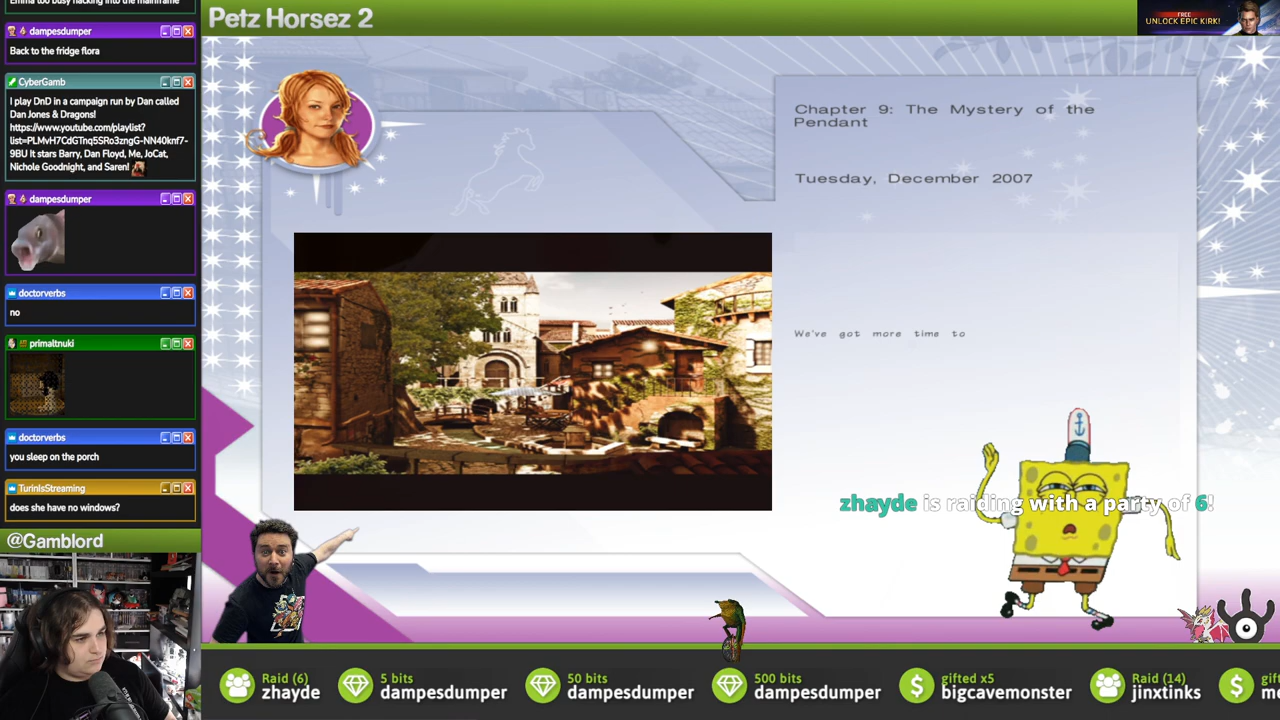 Petz Horsez 2
FREE
UNLOCK EPIC KIRK!
Emma too busy hacking into the mainframe
dampesdumper
Back to the fridge flora
CyberGamb
I play DnD in a campaign run by Dan called
Dan Jones & Dragons!
https://www.youtube.com/playlist?
list=PLMvH7CdGTnq5SRo3zngG-NN40knf7-
9BU It stars Barry, Dan Floyd, Me, JoCat,
Nichole Goodnight, and Saren!
dampesdumper
doctorverbs
no
primaltnuki
doctorverbs
you sleep on the porch
TurinIsStreaming
does she have no windows?
@Gamblord
Chapter 9: The Mystery of the
Pendant
Tuesday, December 2007
We've got more time to
zhayde is raiding with a party of 6!
Raid (6)
zhayde
5 bits
dampesdumper
50 bits
dampesdumper
500 bits
dampesdumper
gifted x5
bigcavemonster
Raid (14)
jinxtinks